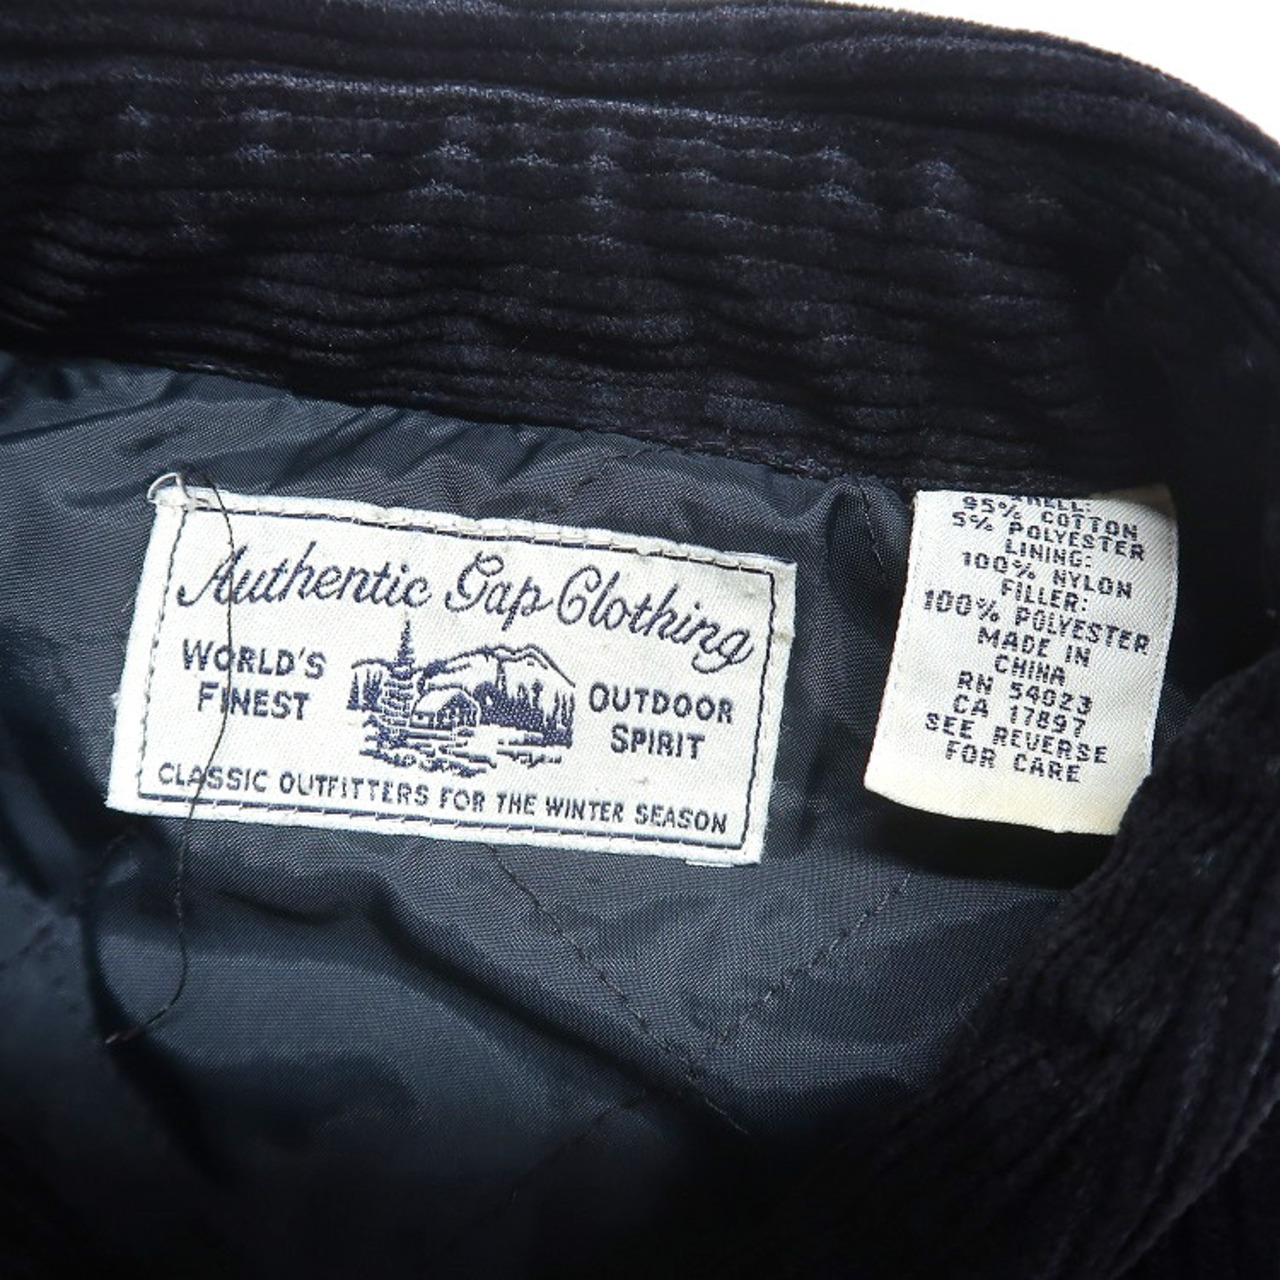 Authentic Gap Clothing
WORLD'S
FINEST
OUTDOOR
SPIRIT
CLASSIC OUTFITTERS FOR THE WINTER SEASON
SHELL:
95% COTTON
5% POLYESTER
LINING:
100% NYLON
FILLER:
100% POLYESTER
MADE IN
CHINA
RN 54023
CA 17897
SEE REVERSE
FOR CARE